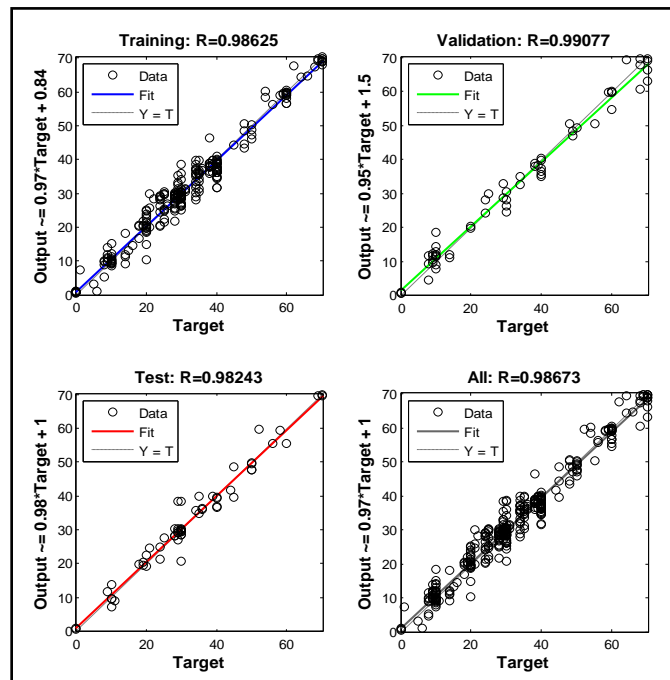 Training: R=0.98625
Output ~= 0.97*Target + 0.84
70
60
50
40
30
20
10
0
Data
Fit
Y = T
0
20
40
60
Target
Validation: R=0.99077
Output ~= 0.95*Target + 1.5
70
60
50
40
30
20
10
0
Data
Fit
Y = T
0
20
40
60
Target
Test: R=0.98243
Output ~= 0.98*Target + 1
70
60
50
40
30
20
10
0
Data
Fit
Y = T
0
20
40
60
Target
All: R=0.98673
Output ~= 0.97*Target + 1
70
60
50
40
30
20
10
0
Data
Fit
Y = T
0
20
40
60
Target